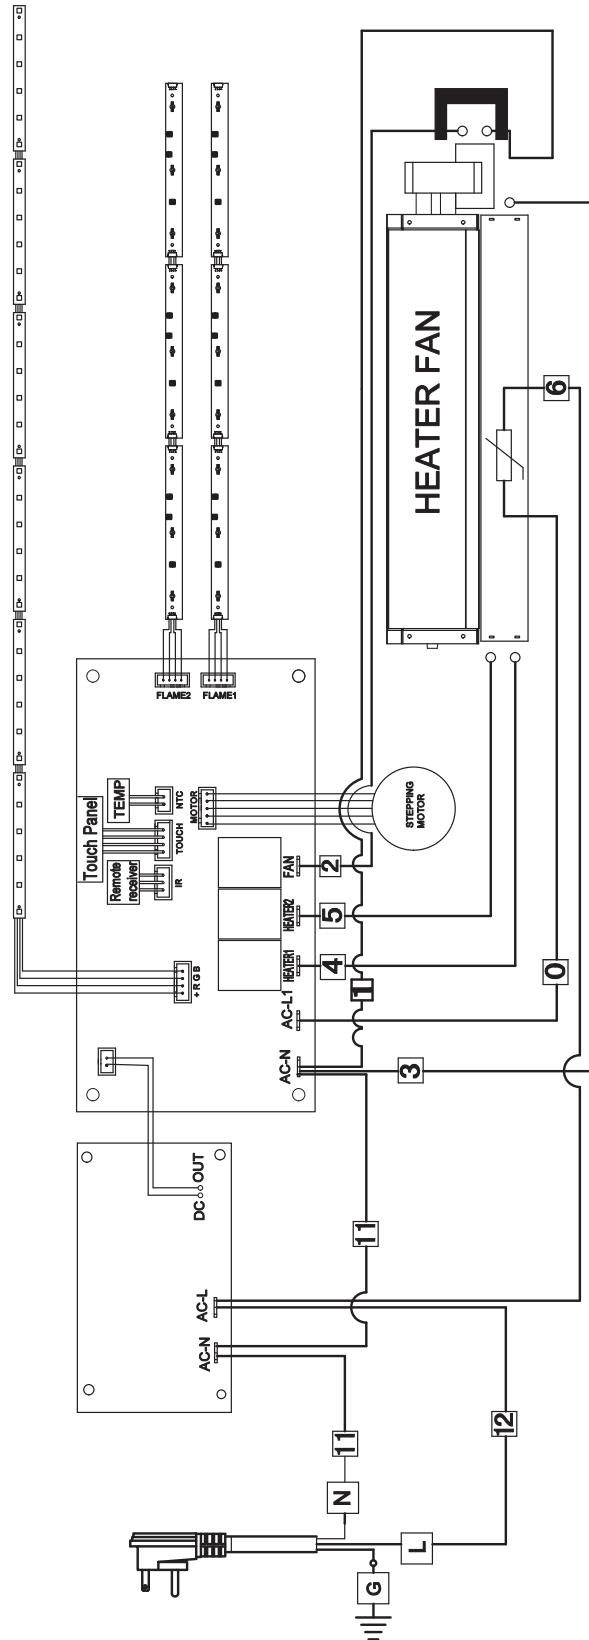 HEATER FAN
6
FLAME2
FLAME1
Touch Panel
TEMP
NTC
MOTOR
TOUCH
Remote
receiver
IR
STEPPING
MOTOR
FAN
2
HEATER2
5
HEATER1
4
+ R G B
AC-L1
1
0
AC-N
3
DC OUT
11
AC-L
AC-N
12
11
N
L
G